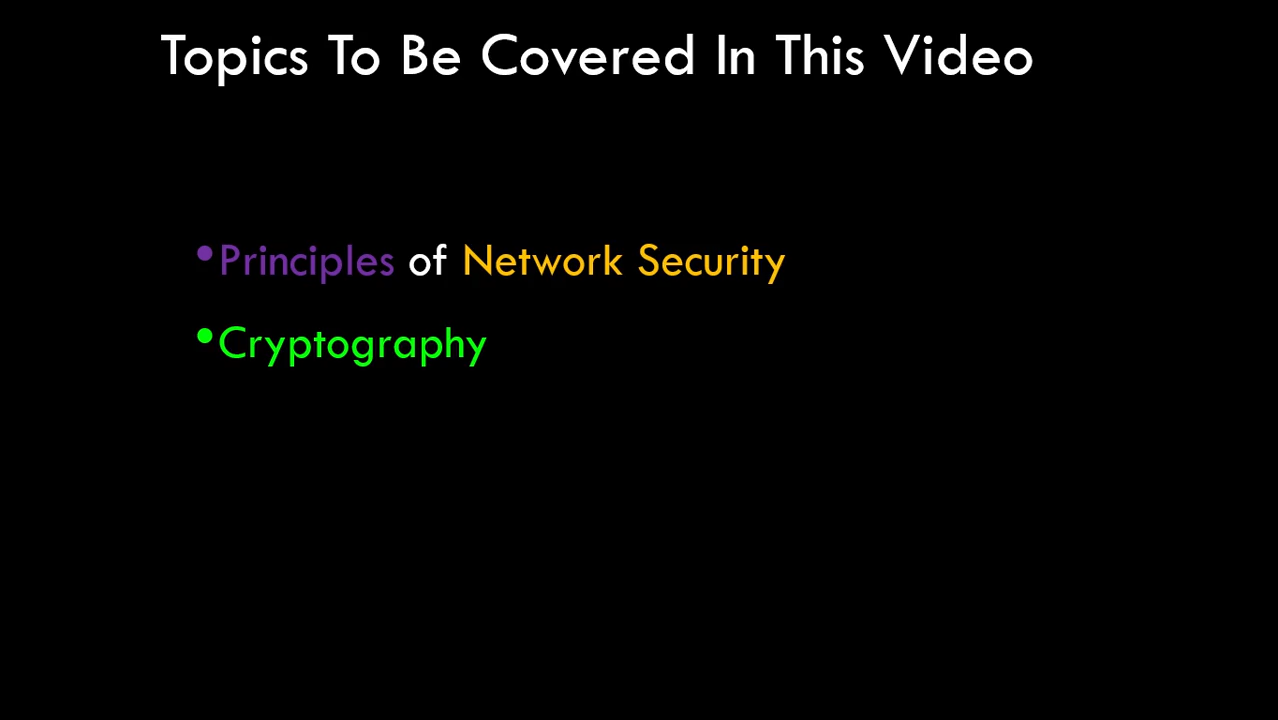 Topics To Be Covered In This Video
•Principles of Network Security
•Cryptography